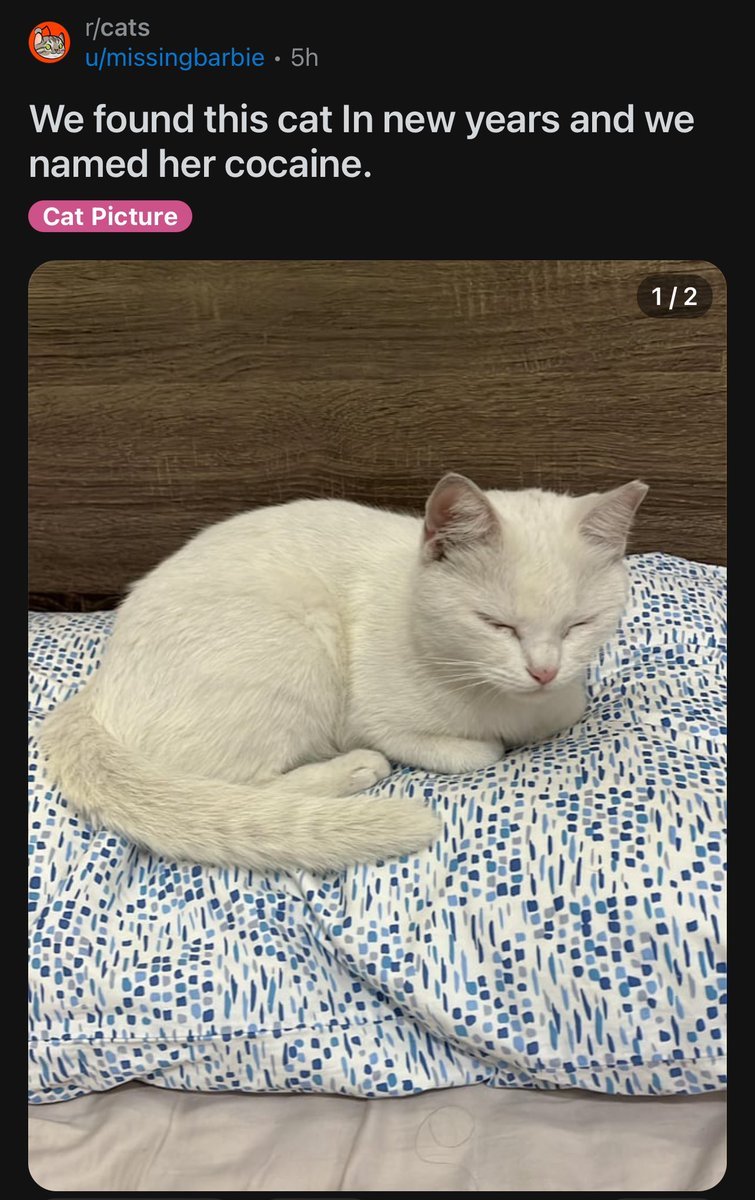 r/cats
u/missingbarbie • 5h
We found this cat In new years and we
named her cocaine.
Cat Picture
1/2